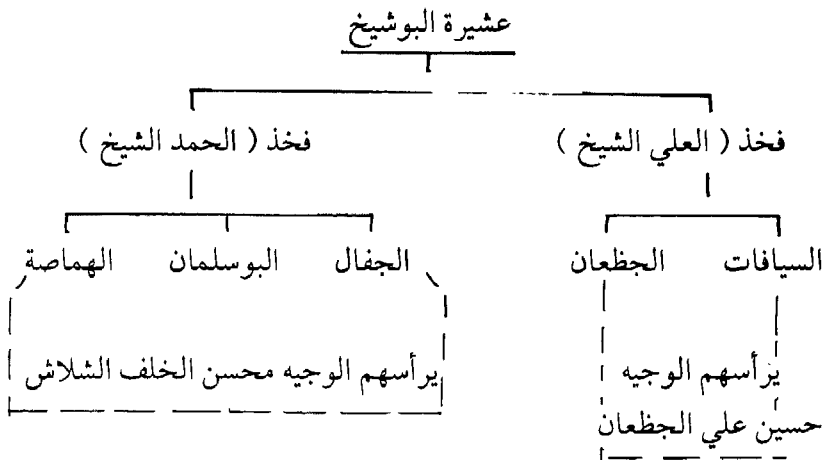 عشيرة البوشيخ
فخذ ( العلي الشيخ )
فخذ ( الحمد الشيخ )
السيافات
الجظعان
الجفال
البوسلمان
الهماصة
يرأسهم الوجيه محسن الخلف الشلاش
يرأسهم الوجيه
حسين علي الجظعان